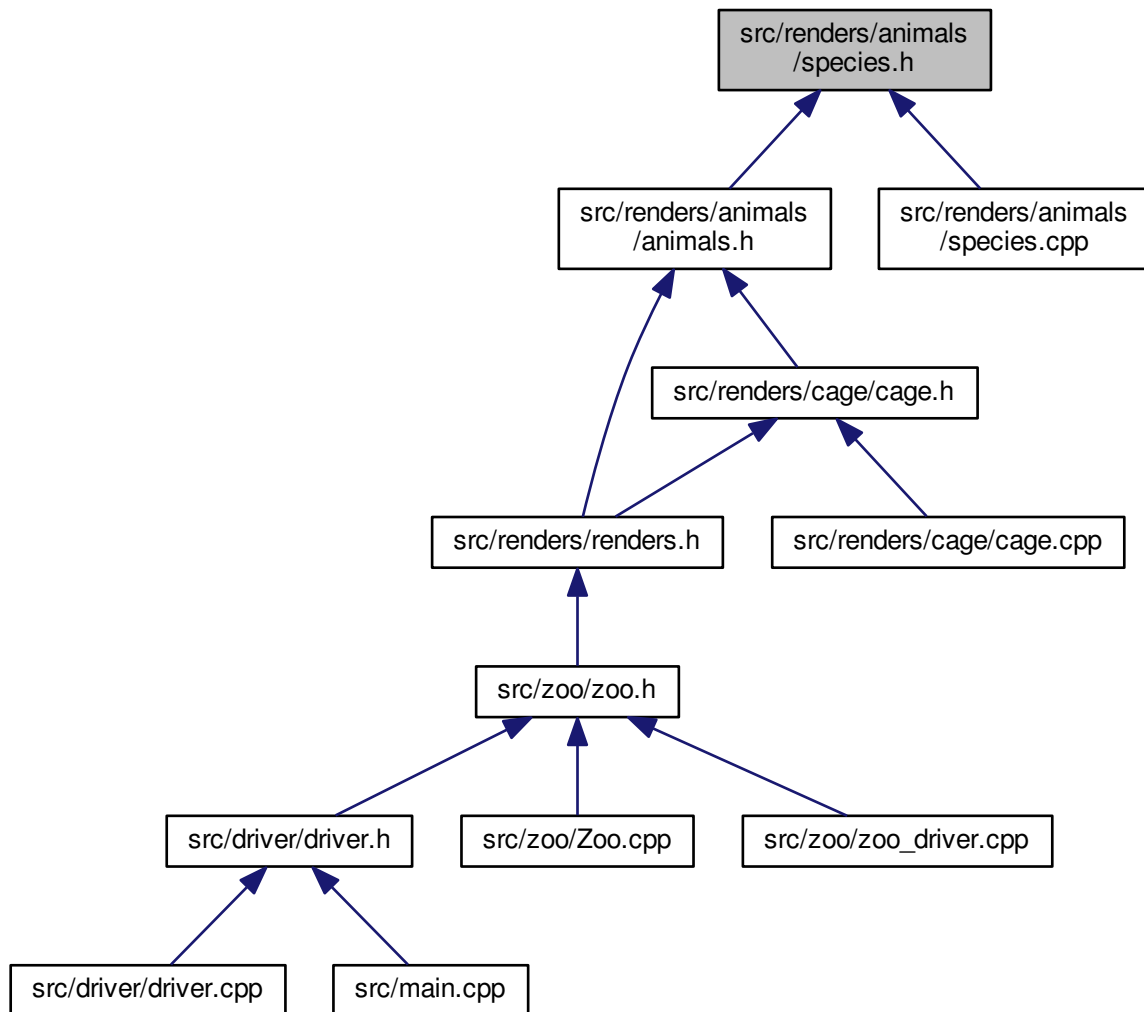 src/renders/animals
/species.h
src/renders/animals
/animals.h
src/renders/animals
/species.cpp
src/renders/cage/cage.h
src/renders/renders.h
src/renders/cage/cage.cpp
src/zoo/zoo.h
src/driver/driver.h
src/zoo/Zoo.cpp
src/zoo/zoo_driver.cpp
src/driver/driver.cpp
src/main.cpp